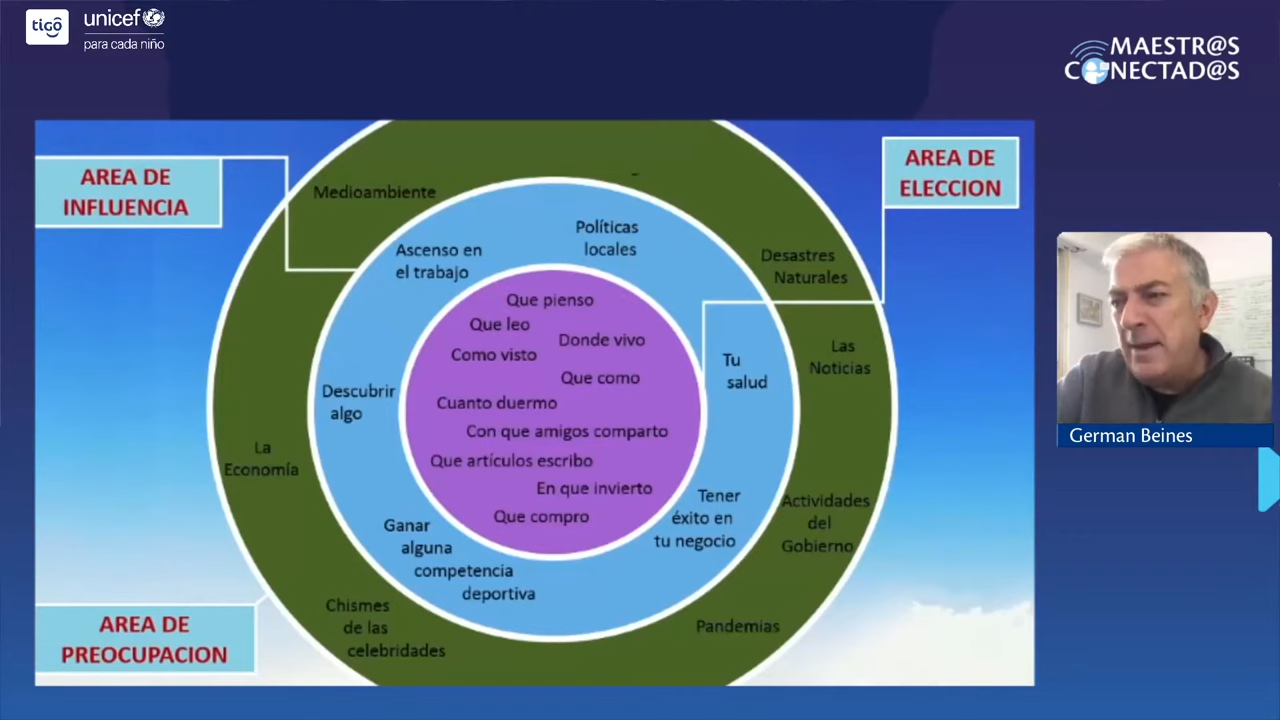 tigo
unicef
para cada niño
MAESTR@S
CONECTAD@S
AREA DE
INFLUENCIA
AREA DE
ELECCION
Medioambiente
Políticas
locales
Ascenso en
el trabajo
Desastres
Naturales
Que pienso
Que leo
Donde vivo
Como visto
Las
Noticias
Tu
salud
Que como
Descubrir
algo
Cuanto duermo
Con que amigos comparto
La
Economía
Que artículos escribo
En que invierto
Que compro
Tener
éxito en
tu negocio
Actividades
del
Gobierno
Ganar
alguna
competencia
deportiva
Chismes
de las
celebridades
Pandemias
AREA DE
PREOCUPACION
German Beines